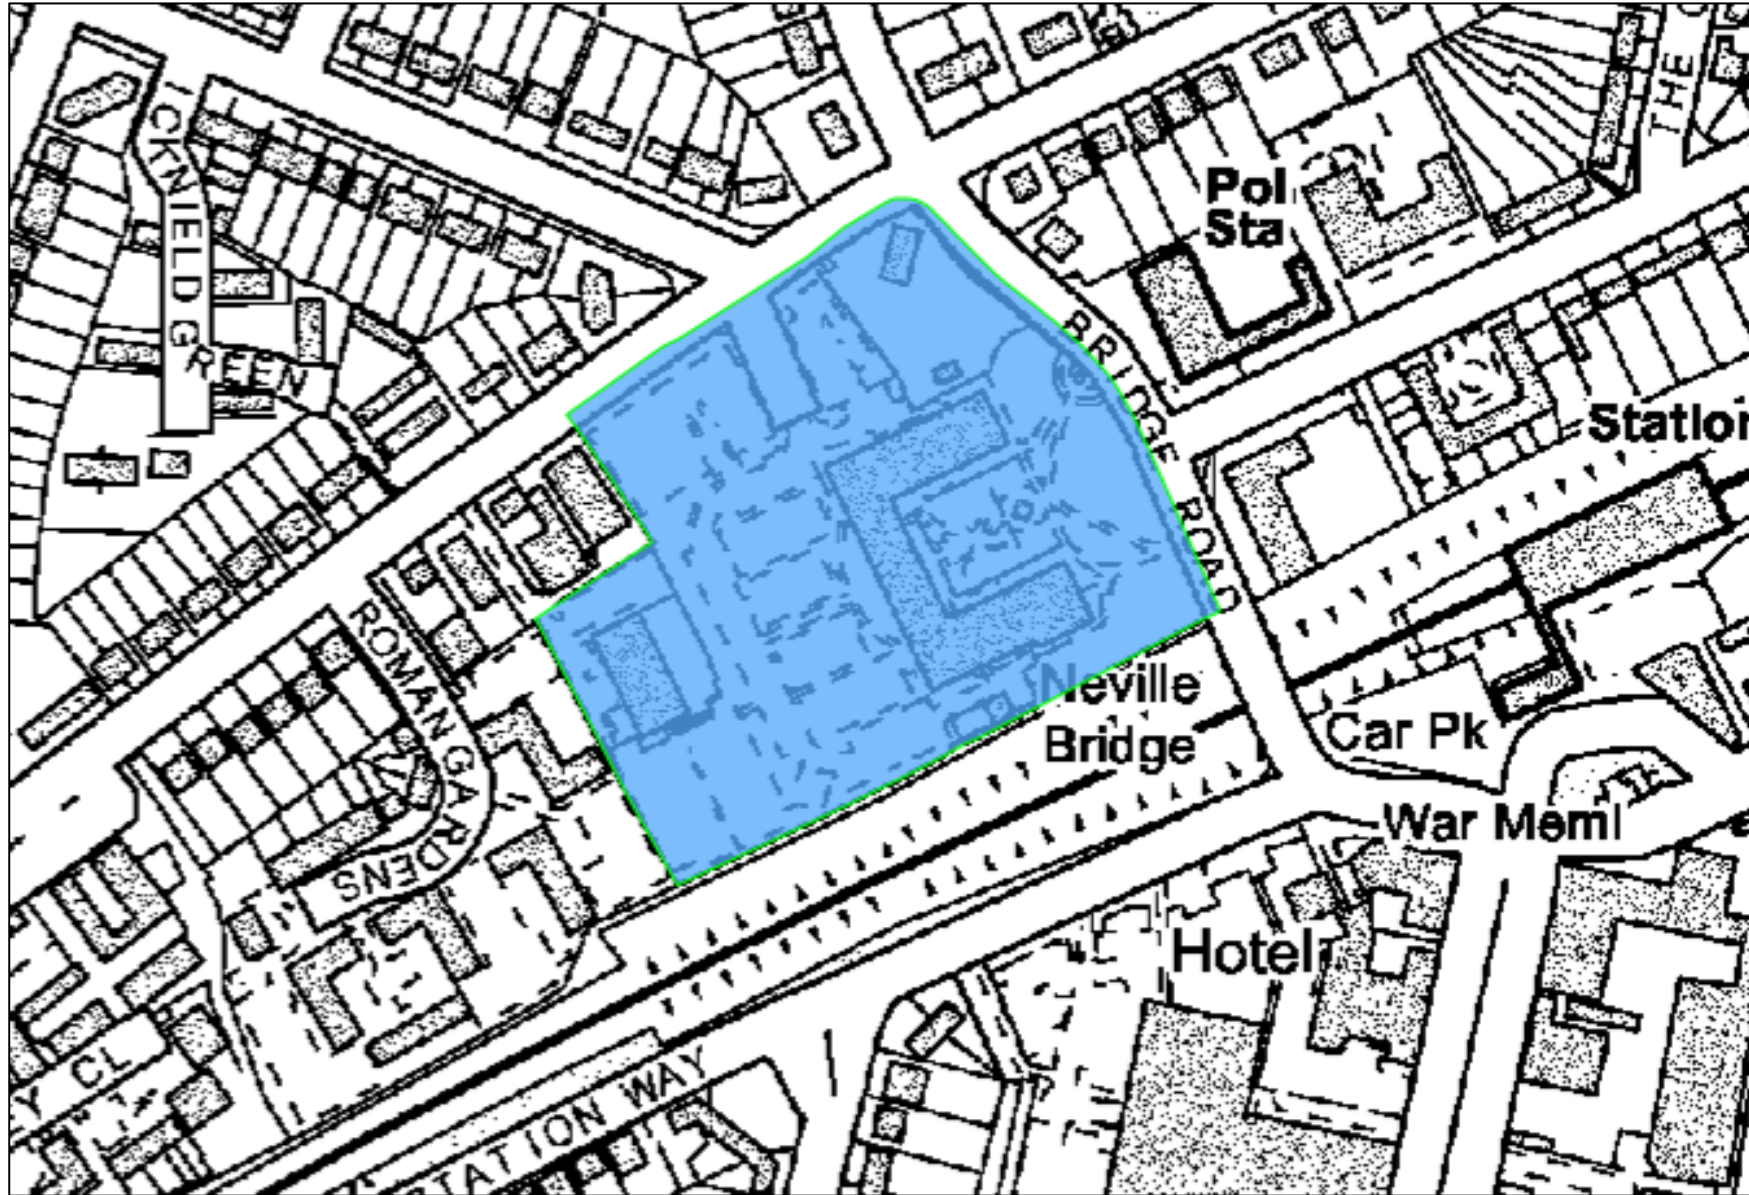 ICKNIELD GREEN
THE
Pol
Sta
BRIDGE ROAD
Station
ROMAN GARDENS
Neville
Bridge
Car Pk
War Meml
Hotel
CL
STATION WAY